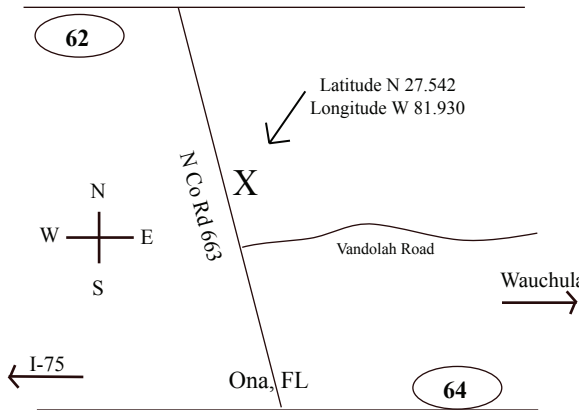 62
Latitude N 27.542
Longitude W 81.930
N Co Rd 663
X
N
W
E
S
Vandolah Road
Wauchula
I-75
Ona, FL
64